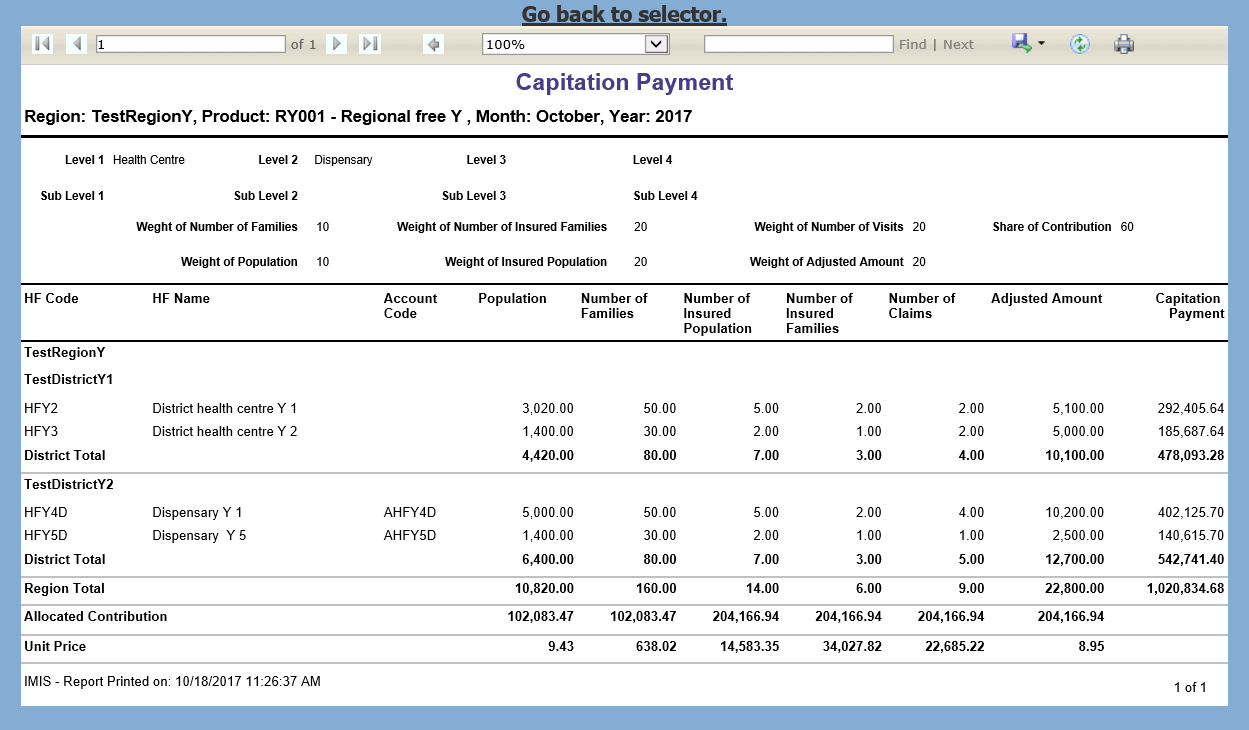 Go back to selector.
1 of 1 100% Find | Next
Capitation Payment
Region: TestRegionY, Product: RY001 - Regional free Y , Month: October, Year: 2017
Level 1 Health Centre Level 2 Dispensary Level 3 Level 4
Sub Level 1 Sub Level 2 Sub Level 3 Sub Level 4
Weght of Number of Families 10 Weight of Number of Insured Families 20 Weight of Number of Visits 20 Share of Contribution 60
Weight of Population 10 Weight of Insured Population 20 Weight of Adjusted Amount 20
HF Code HF Name Account Population Number of Number of Number of Number of Adjusted Amount Capitation
Code Families Insured Insured Claims Payment
Population Families
TestRegionY
TestDistrictY1
HFY2 District health centre Y 1 3,020.00 50.00 5.00 2.00 2.00 5,100.00 292,405.64
HFY3 District health centre Y 2 1,400.00 30.00 2.00 1.00 2.00 5,000.00 185,687.64
District Total 4,420.00 80.00 7.00 3.00 4.00 10,100.00 478,093.28
TestDistrictY2
HFY4D Dispensary Y 1 AHFY4D 5,000.00 50.00 5.00 2.00 4.00 10,200.00 402,125.70
HFY5D Dispensary Y 5 AHFY5D 1,400.00 30.00 2.00 1.00 1.00 2,500.00 140,615.70
District Total 6,400.00 80.00 7.00 3.00 5.00 12,700.00 542,741.40
Region Total 10,820.00 160.00 14.00 6.00 9.00 22,800.00 1,020,834.68
Allocated Contribution 102,083.47 102,083.47 204,166.94 204,166.94 204,166.94 204,166.94
Unit Price 9.43 638.02 14,583.35 34,027.82 22,685.22 8.95
IMIS - Report Printed on: 10/18/2017 11:26:37 AM
1 of 1